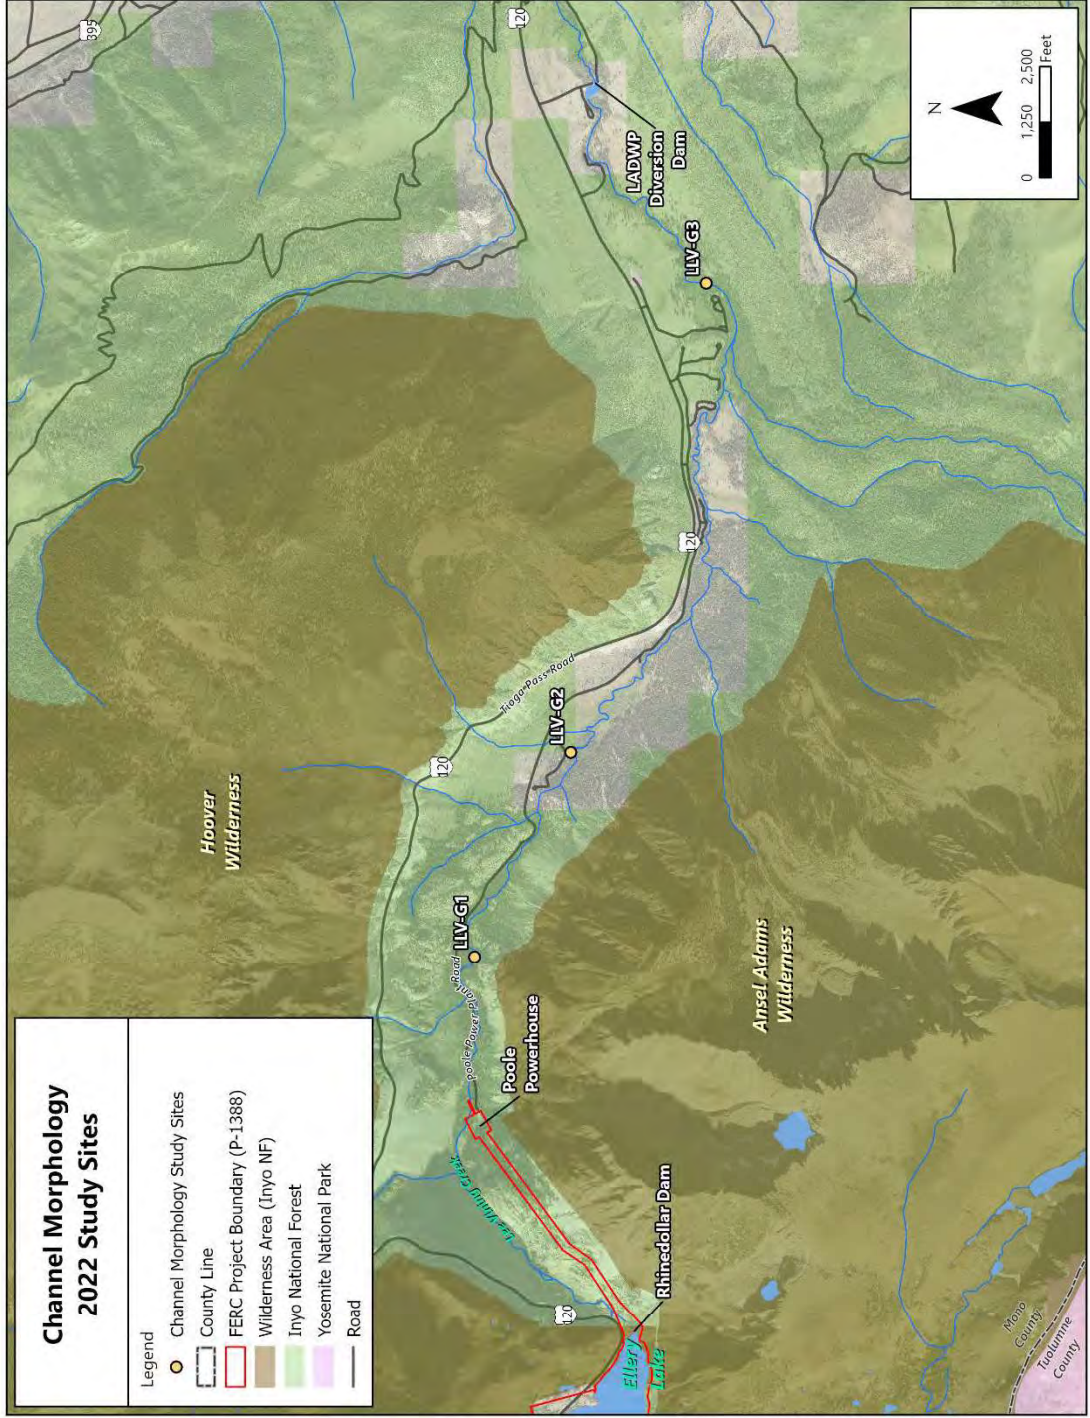 Channel Morphology
2022 Study Sites
Legend
Channel Morphology Study Sites
County Line
FERC Project Boundary (P-1388)
Wilderness Area (Inyo NF)
Inyo National Forest
Yosemite National Park
Road
Hoover
Wilderness
395
120
120
120
120
Tioga Pass Road
LLV-G1
LLV-G2
LLV-G3
LADWP
Diversion
Dam
Poole Power Plant Road
Poole
Powerhouse
Lee Vining Creek
Ansel Adams
Wilderness
Rhinedollar Dam
Ellery
Lake
Mono
County
Tuolumne
County
N
0 1,250 2,500
Feet